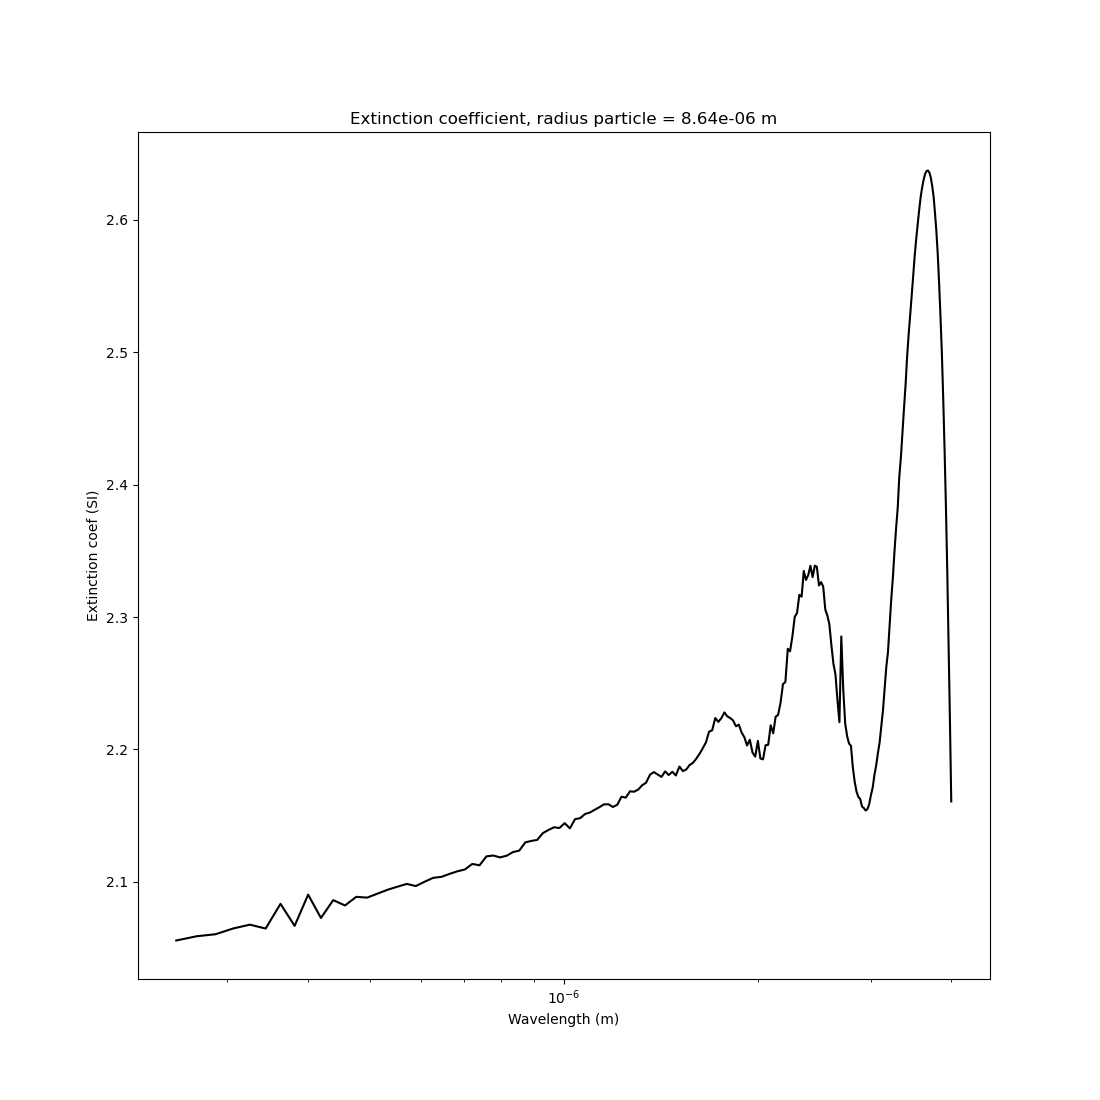 Extinction coefficient, radius particle = 8.64e-06 m
2.6
2.5
2.4
2.3
2.2
2.1
Extinction coef (SI)
10⁻⁶
Wavelength (m)